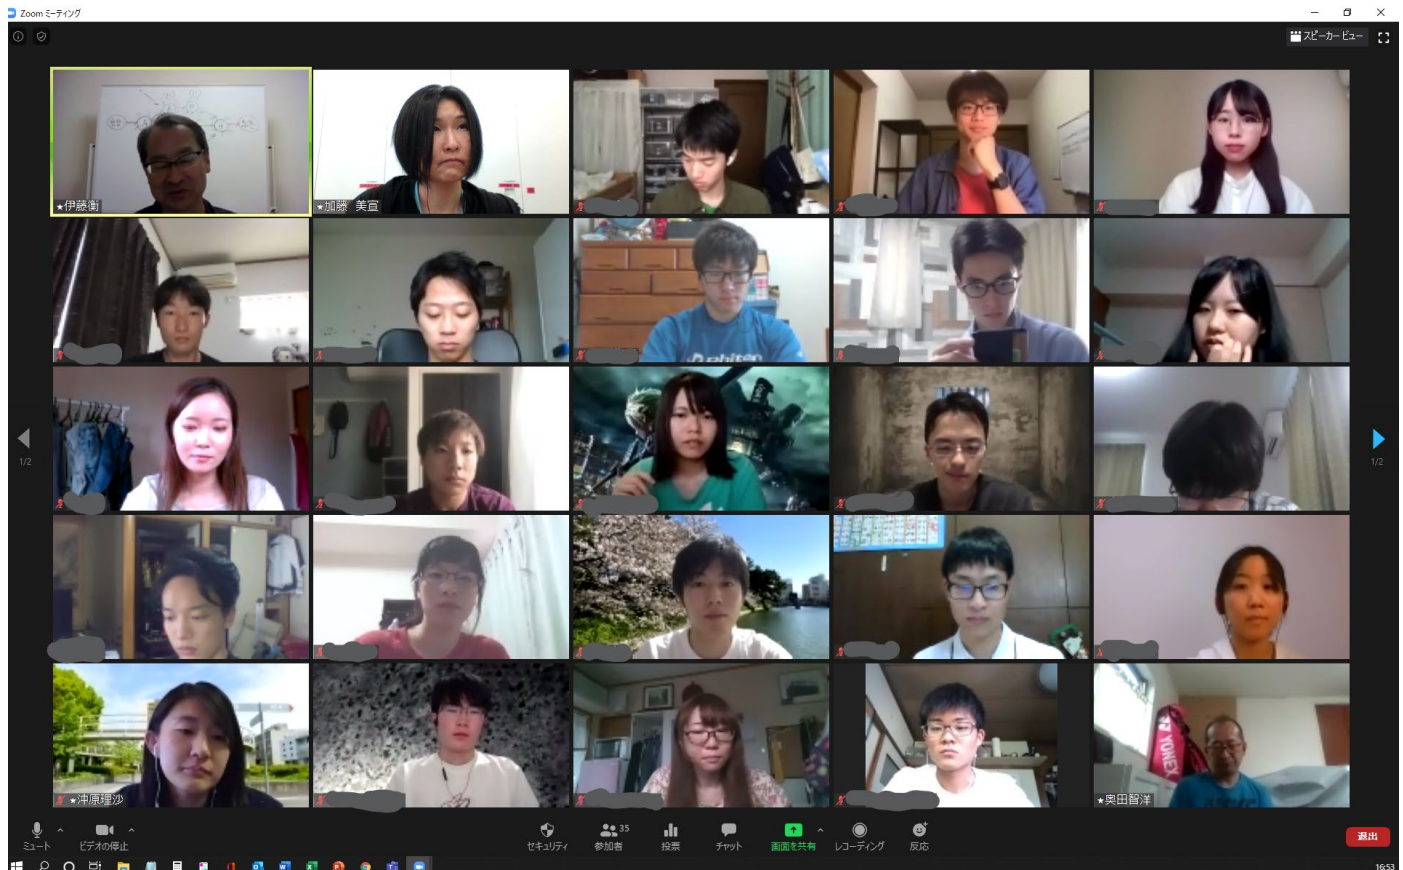 Zoom ミーティング
スピーカー ビュー
★伊藤衡
★加藤 美宣
phiten
1/2
1/2
★沖原理沙
YONEX
★奥田智洋
ミュート
ビデオの停止
セキュリティ
35
参加者
投票
チャット
画面を共有
レコーディング
反応
退出
16:53